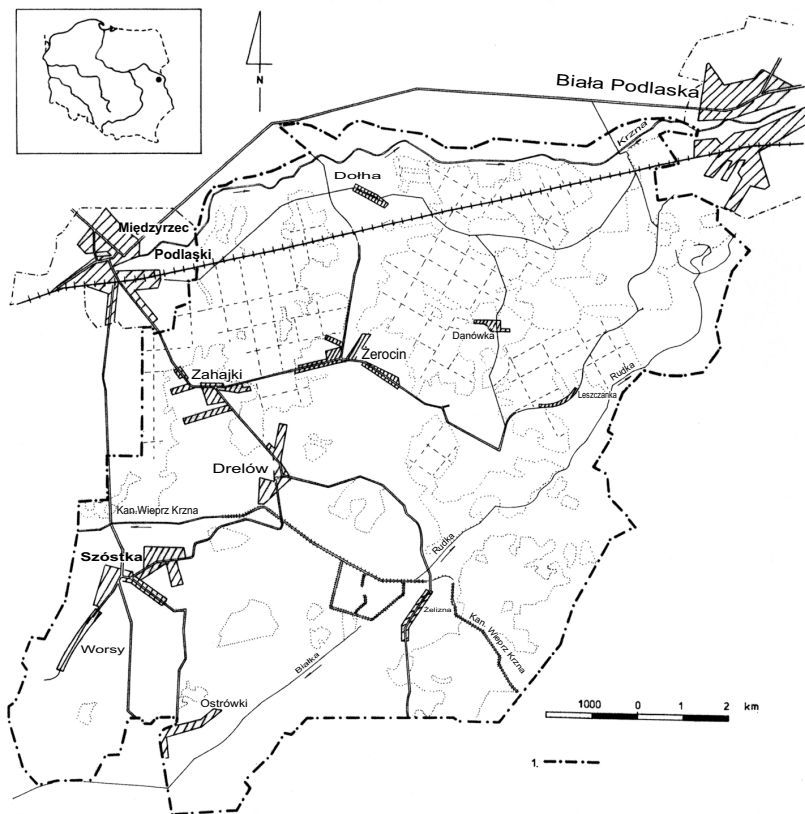 N
Biała Podlaska
Krzna
Dołha
Międzyrzec
Podlaski
Danówka
Zerocin
Zahajki
Rudka
Leszczanka
Drelów
Kan. Wieprz Krzna
Rudka
Szóstka
Żelizna
Kan. Wieprz Krzna
Worsy
Białka
Ostrówki
1000 0 1 2 km
1.